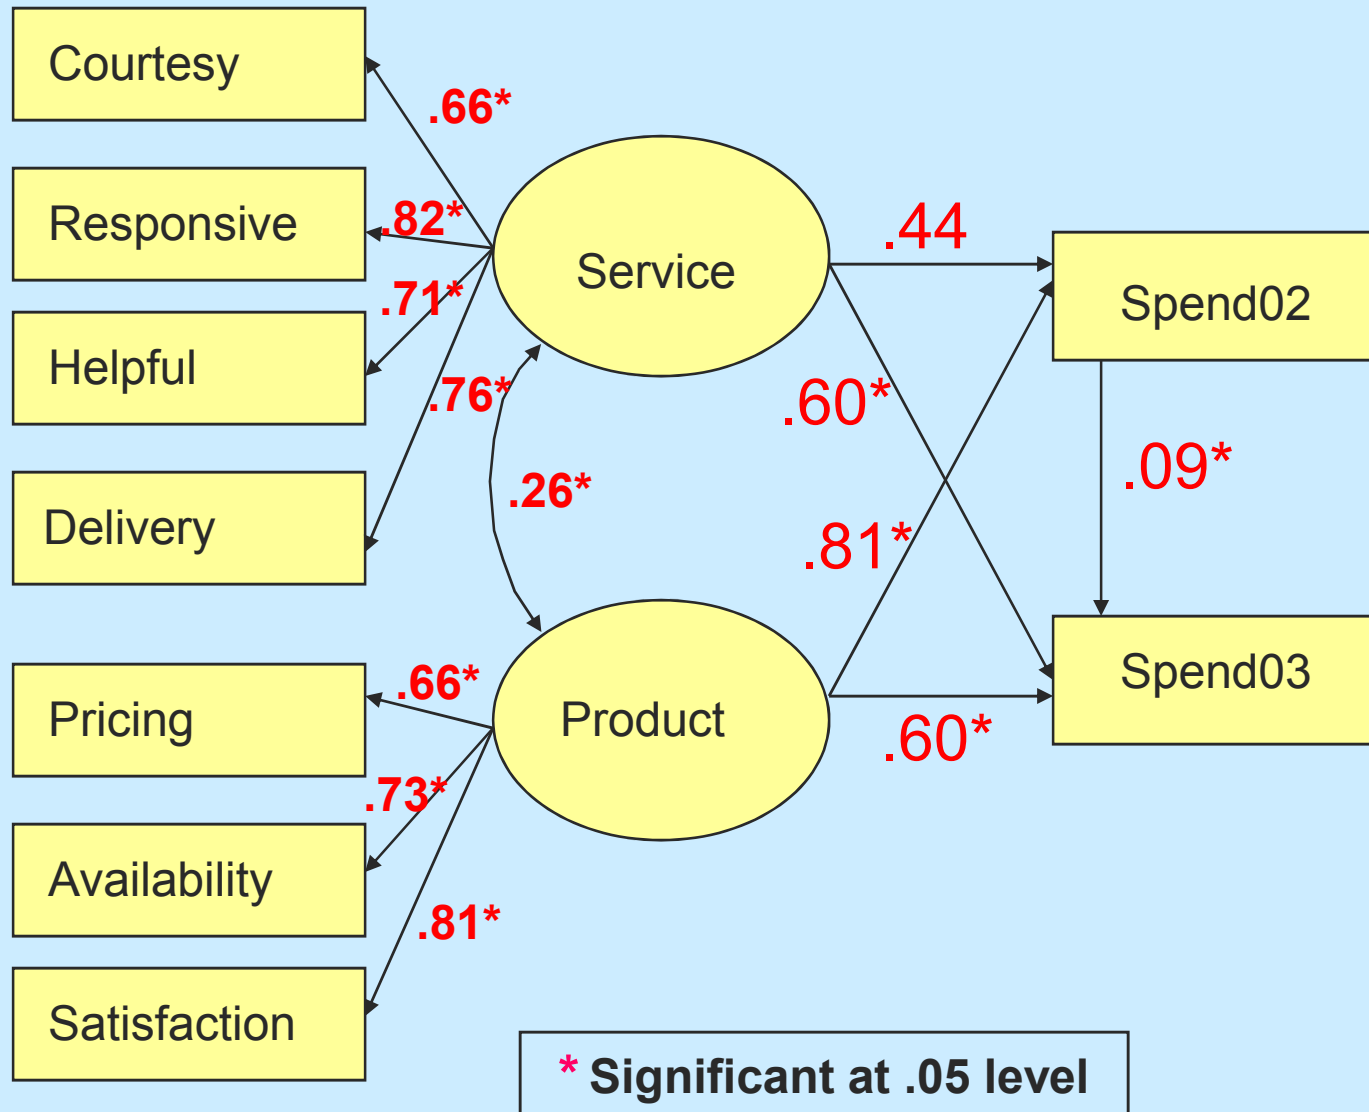 Courtesy
.66*
Responsive
.82*
Service
.44
Spend02
.71*
Helpful
.76*
.60*
.09*
.26*
Delivery
.81*
Pricing
.66*
Product
.60*
Spend03
.73*
Availability
.81*
Satisfaction
* Significant at .05 level